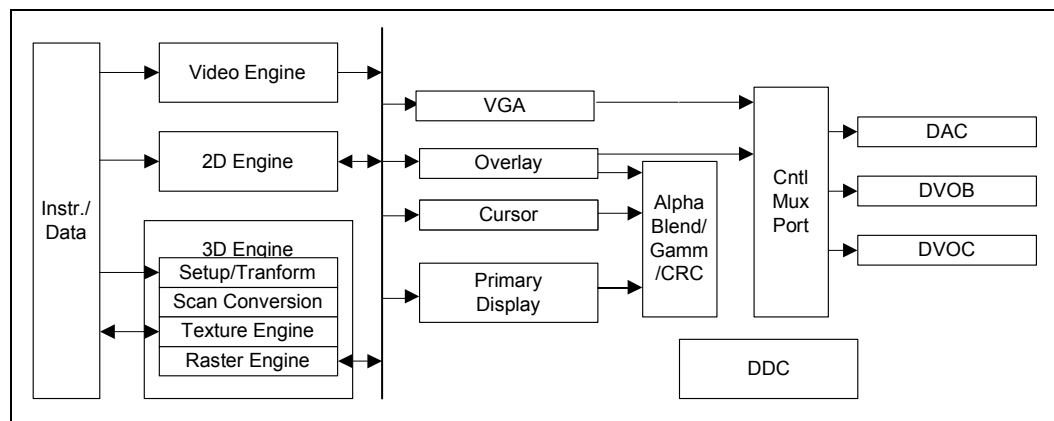 Instr./
Data
Video Engine
2D Engine
3D Engine
Setup/Tranform
Scan Conversion
Texture Engine
Raster Engine
VGA
Overlay
Cursor
Primary
Display
Alpha
Blend/
Gamm
/CRC
Cntl
Mux
Port
DAC
DVOB
DVOC
DDC